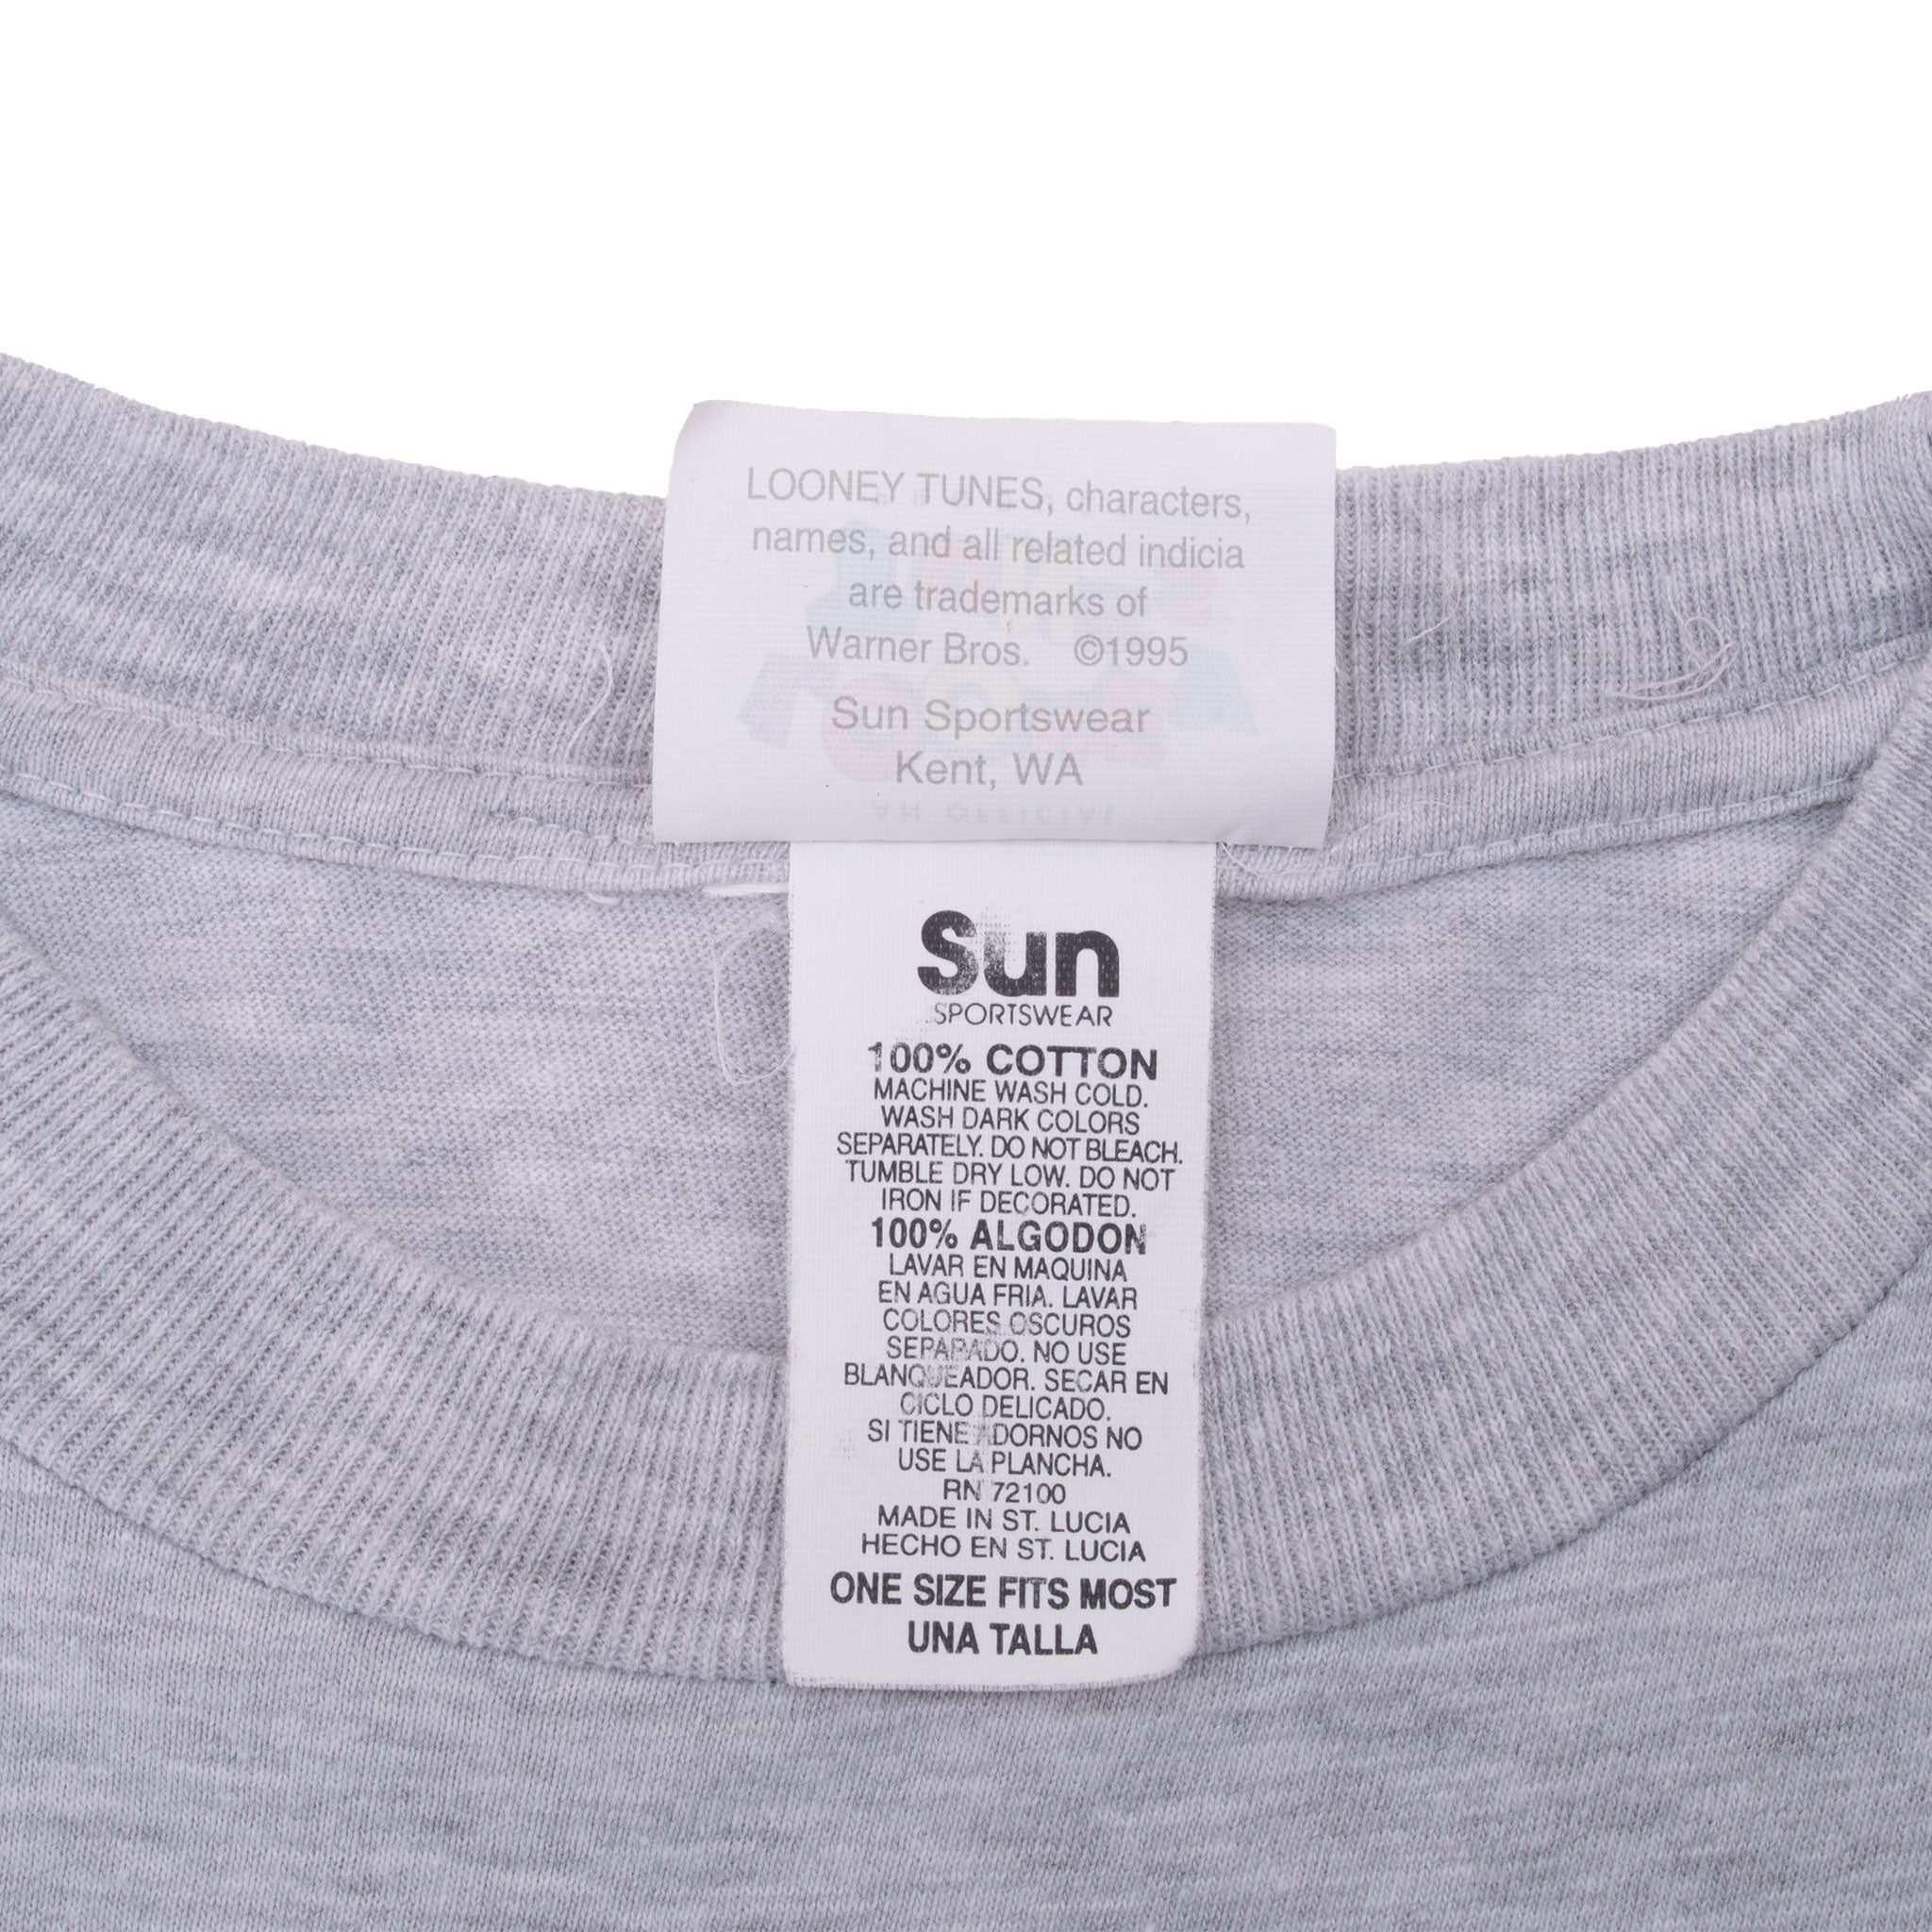 LOONEY TUNES, characters,
names, and all related indicia
are trademarks of
Warner Bros. ©1995
Sun Sportswear
Kent, WA
AN OFFICIAL
Sun
SPORTSWEAR
100% COTTON
MACHINE WASH COLD.
WASH DARK COLORS
SEPARATELY. DO NOT BLEACH.
TUMBLE DRY LOW. DO NOT
IRON IF DECORATED.
100% ALGODON
LAVAR EN MAQUINA
EN AGUA FRIA. LAVAR
COLORES OSCUROS
SEPARADO. NO USE
BLANQUEADOR. SECAR EN
CICLO DELICADO.
SI TIENE ADORNOS NO
USE LA PLANCHA.
RN 72100
MADE IN ST. LUCIA
HECHO EN ST. LUCIA
ONE SIZE FITS MOST
UNA TALLA